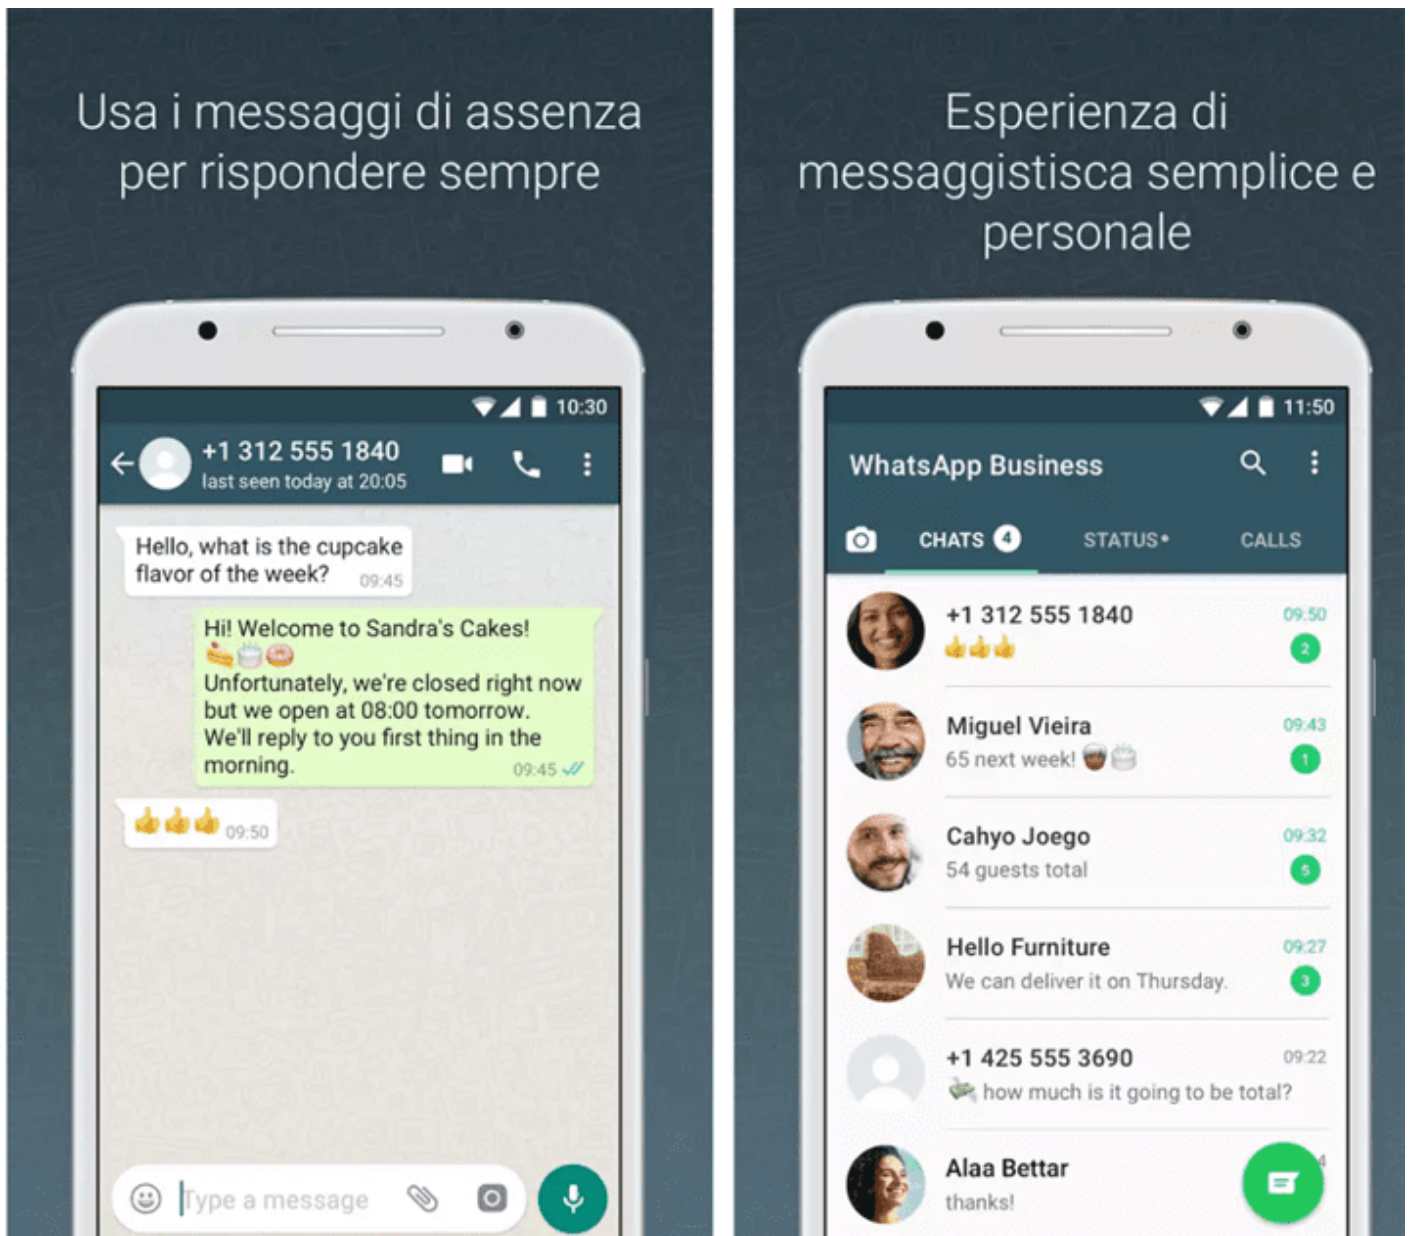 Usa i messaggi di assenza
per rispondere sempre
10:30
+1 312 555 1840
last seen today at 20:05
Hello, what is the cupcake
flavor of the week? 09:45
Hi! Welcome to Sandra's Cakes!
Unfortunately, we're closed right now
but we open at 08:00 tomorrow.
We'll reply to you first thing in the
morning. 09:45
09:50
Type a message
Esperienza di
messaggistisca semplice e
personale
11:50
WhatsApp Business
CHATS 4 STATUS• CALLS
+1 312 555 1840 09:50
2
Miguel Vieira 09:43
65 next week! 1
Cahyo Joego 09:32
54 guests total 5
Hello Furniture 09:27
We can deliver it on Thursday. 3
+1 425 555 3690 09:22
how much is it going to be total?
Alaa Bettar
thanks!